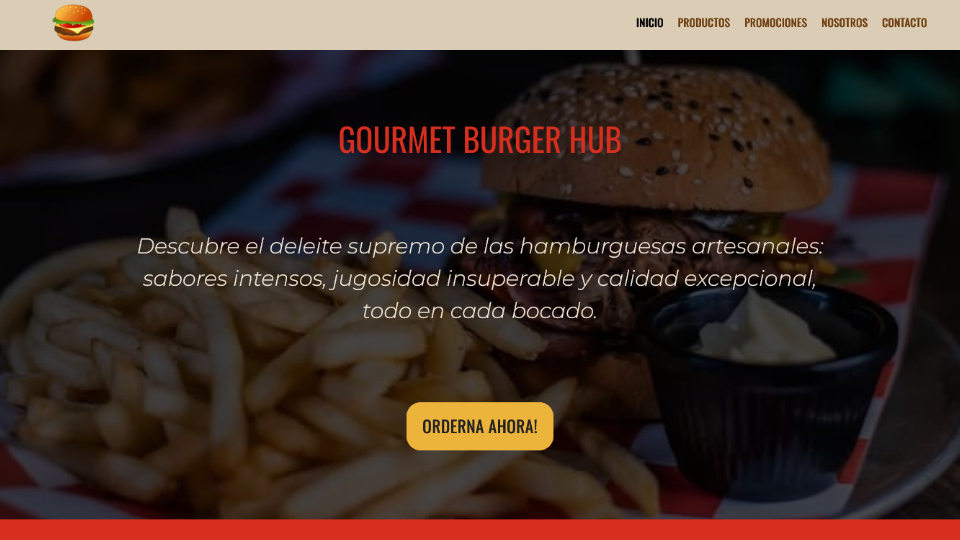 INICIO PRODUCTOS PROMOCIONES NOSOTROS CONTACTO
GOURMET BURGER HUB
Descubre el deleite supremo de las hamburguesas artesanales:
sabores intensos, jugosidad insuperable y calidad excepcional,
todo en cada bocado.
ORDERNA AHORA!